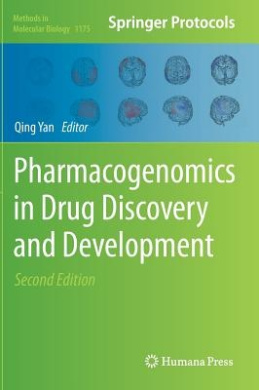 Methods in
Molecular Biology 1175
Springer Protocols
Qing Yan Editor
Pharmacogenomics
in Drug Discovery
and Development
Second Edition
Humana Press